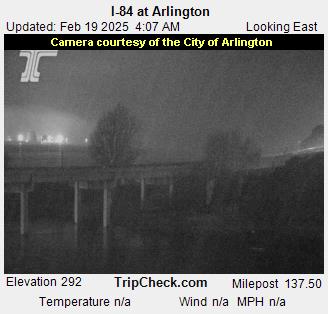 I-84 at Arlington
Updated: Feb 19 2025 4:07 AM Looking East
Camera courtesy of the City of Arlington
Elevation 292 TripCheck.com Milepost 137.50
Temperature n/a Wind n/a MPH n/a